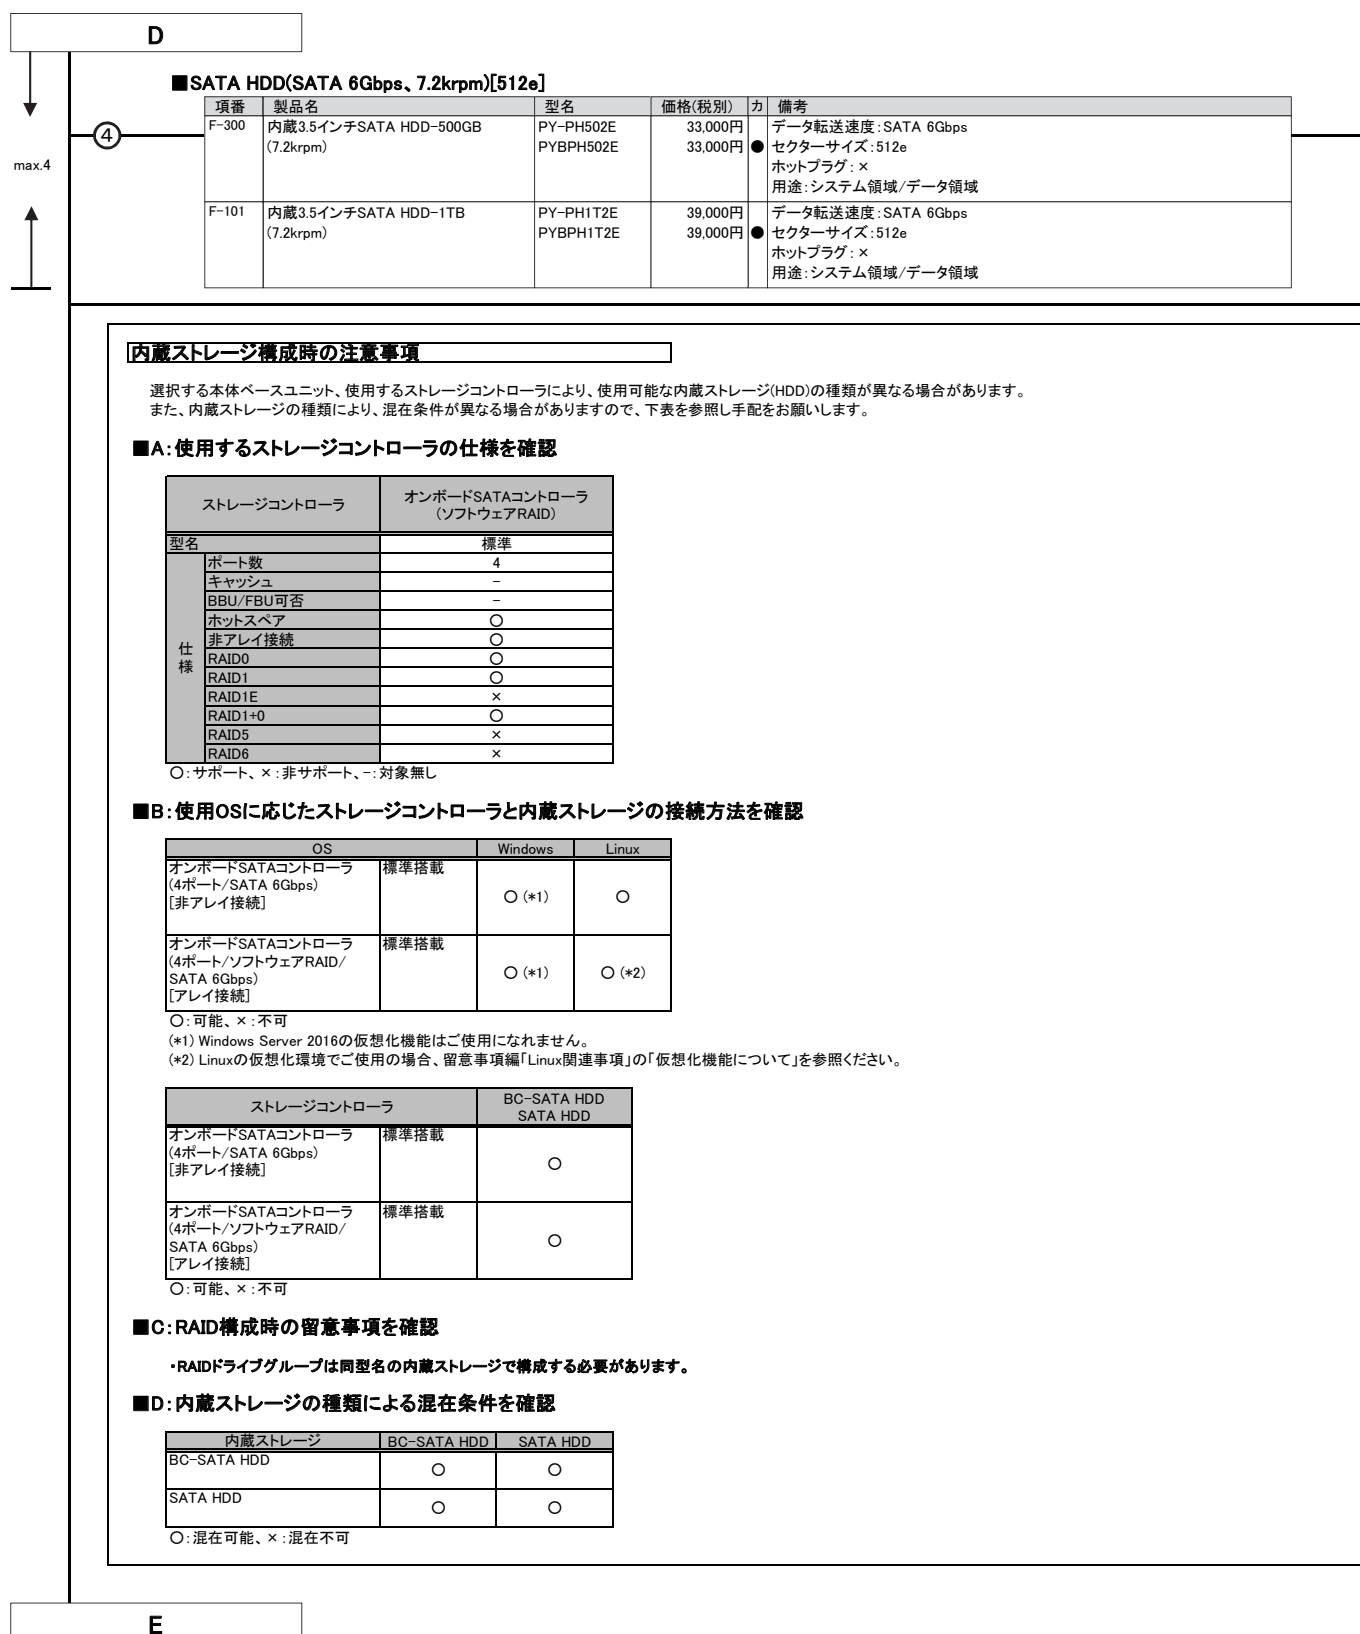 D
■SATA HDD(SATA 6Gbps、7.2krpm)[512e]
項番 製品名 型名 価格(税別) カ 備考
F-300 内蔵3.5インチSATA HDD-500GB PY-PH502E 33,000円 データ転送速度:SATA 6Gbps
(7.2krpm) PYBPH502E 33,000円 ● セクターサイズ:512e
ホットプラグ:×
用途:システム領域/データ領域
F-101 内蔵3.5インチSATA HDD-1TB PY-PH1T2E 39,000円 データ転送速度:SATA 6Gbps
(7.2krpm) PYBPH1T2E 39,000円 ● セクターサイズ:512e
ホットプラグ:×
用途:システム領域/データ領域
④
max.4
内蔵ストレージ構成時の注意事項
選択する本体ベースユニット、使用するストレージコントローラにより、使用可能な内蔵ストレージ(HDD)の種類が異なる場合があります。
また、内蔵ストレージの種類により、混在条件が異なる場合がありますので、下表を参照し手配をお願いします。
■A:使用するストレージコントローラの仕様を確認
ストレージコントローラ オンボードSATAコントローラ
(ソフトウェアRAID)
型名 標準
仕様
ポート数 4
キャッシュ -
BBU/FBU可否 -
ホットスペア ○
非アレイ接続 ○
RAID0 ○
RAID1 ○
RAID1E ×
RAID1+0 ○
RAID5 ×
RAID6 ×
○:サポート、×:非サポート、-:対象無し
■B:使用OSに応じたストレージコントローラと内蔵ストレージの接続方法を確認
OS Windows Linux
オンボードSATAコントローラ 標準搭載
(4ポート/SATA 6Gbps) ○(*1) ○
[非アレイ接続]
オンボードSATAコントローラ 標準搭載
(4ポート/ソフトウェアRAID/
SATA 6Gbps) ○(*1) ○(*2)
[アレイ接続]
○:可能、×:不可
(*1) Windows Server 2016の仮想化機能はご使用になれません。
(*2) Linuxの仮想化環境でご使用の場合、留意事項編「Linux関連事項」の「仮想化機能について」を参照ください。
ストレージコントローラ BC-SATA HDD
SATA HDD
オンボードSATAコントローラ 標準搭載
(4ポート/SATA 6Gbps) ○
[非アレイ接続]
オンボードSATAコントローラ 標準搭載
(4ポート/ソフトウェアRAID/
SATA 6Gbps) ○
[アレイ接続]
○:可能、×:不可
■C:RAID構成時の留意事項を確認
・RAIDドライブグループは同型名の内蔵ストレージで構成する必要があります。
■D:内蔵ストレージの種類による混在条件を確認
内蔵ストレージ BC-SATA HDD SATA HDD
BC-SATA HDD ○ ○
SATA HDD ○ ○
○:混在可能、×:混在不可
E